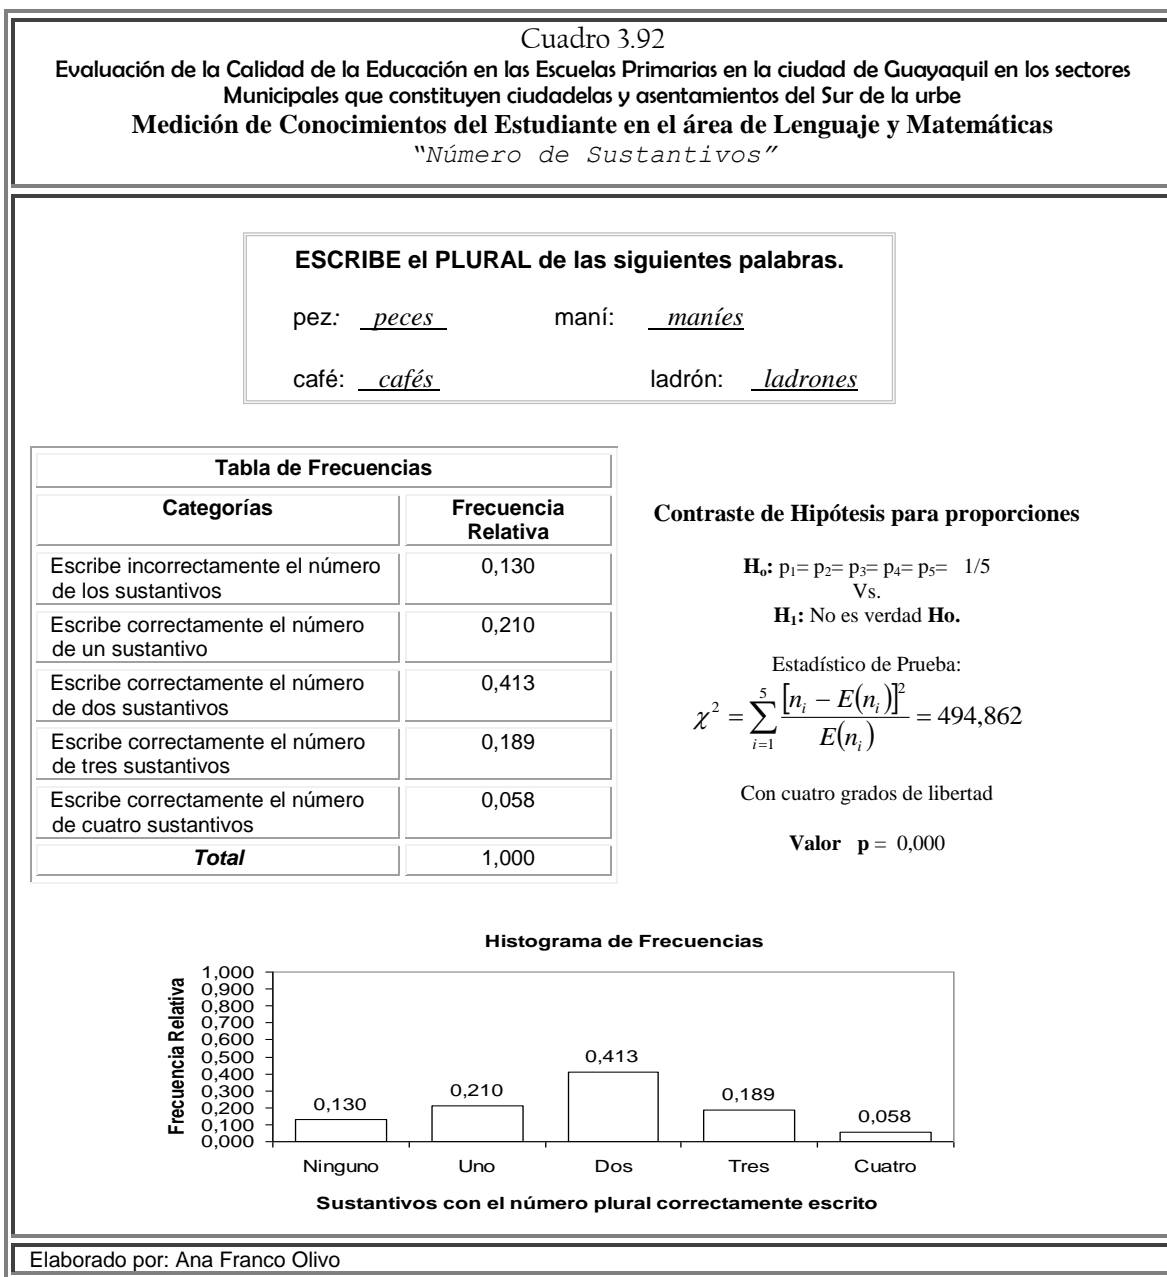 Cuadro 3.92
Evaluación de la Calidad de la Educación en las Escuelas Primarias en la ciudad de Guayaquil en los sectores
Municipales que constituyen ciudadelas y asentamientos del Sur de la urbe
Medición de Conocimientos del Estudiante en el área de Lenguaje y Matemáticas
"Número de Sustantivos"
ESCRIBE el PLURAL de las siguientes palabras.
pez: peces maní: maníes
café: cafés ladrón: ladrones
Tabla de Frecuencias
Categorías Frecuencia Relativa
Escribe incorrectamente el número de los sustantivos 0,130
Escribe correctamente el número de un sustantivo 0,210
Escribe correctamente el número de dos sustantivos 0,413
Escribe correctamente el número de tres sustantivos 0,189
Escribe correctamente el número de cuatro sustantivos 0,058
Total 1,000
Contraste de Hipótesis para proporciones
Ho: p1= p2= p3= p4= p5= 1/5
Vs.
H1: No es verdad Ho.
Estadístico de Prueba:
χ² = ∑ i=1 5 [ni − E(ni)]² / E(ni) = 494,862
Con cuatro grados de libertad
Valor p = 0,000
Histograma de Frecuencias
Frecuencia Relativa
1,000
0,900
0,800
0,700
0,600
0,500
0,400
0,300
0,200
0,100
0,000
0,130
0,210
0,413
0,189
0,058
Ninguno Uno Dos Tres Cuatro
Sustantivos con el número plural correctamente escrito
Elaborado por: Ana Franco Olivo